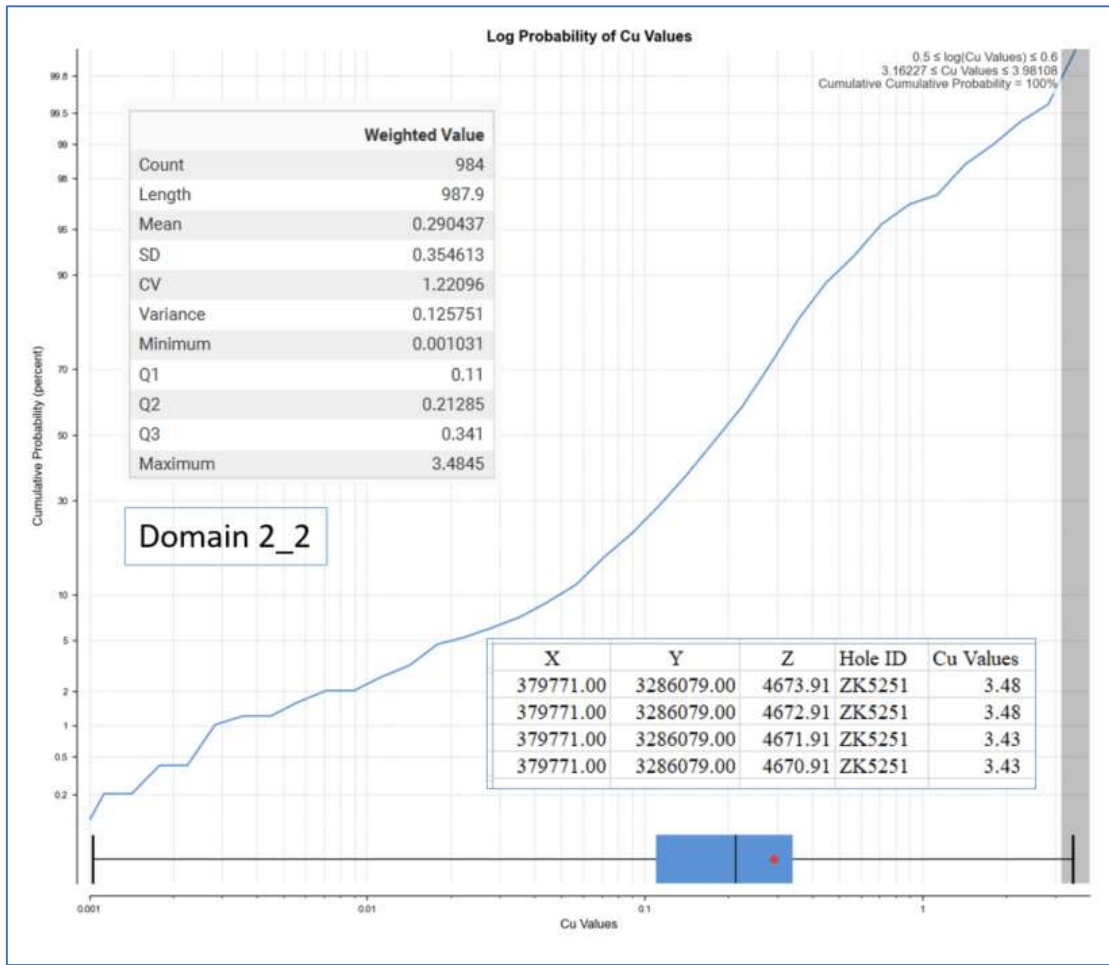 Log Probability of Cu Values
0.5 ≤ log(Cu Values) ≤ 0.6
3.16227 ≤ Cu Values ≤ 3.98108
Cumulative Cumulative Probability = 100%
Weighted Value
Count 984
Length 987.9
Mean 0.290437
SD 0.354613
CV 1.22096
Variance 0.125751
Minimum 0.001031
Q1 0.11
Q2 0.21285
Q3 0.341
Maximum 3.4845
Domain 2_2
X Y Z Hole ID Cu Values
379771.00 3286079.00 4673.91 ZK5251 3.48
379771.00 3286079.00 4672.91 ZK5251 3.48
379771.00 3286079.00 4671.91 ZK5251 3.43
379771.00 3286079.00 4670.91 ZK5251 3.43
Cumulative Probability (percent)
99.8
99.5
99
98
95
90
70
50
30
10
5
2
1
0.5
0.2
0.001 0.01 0.1 1
Cu Values